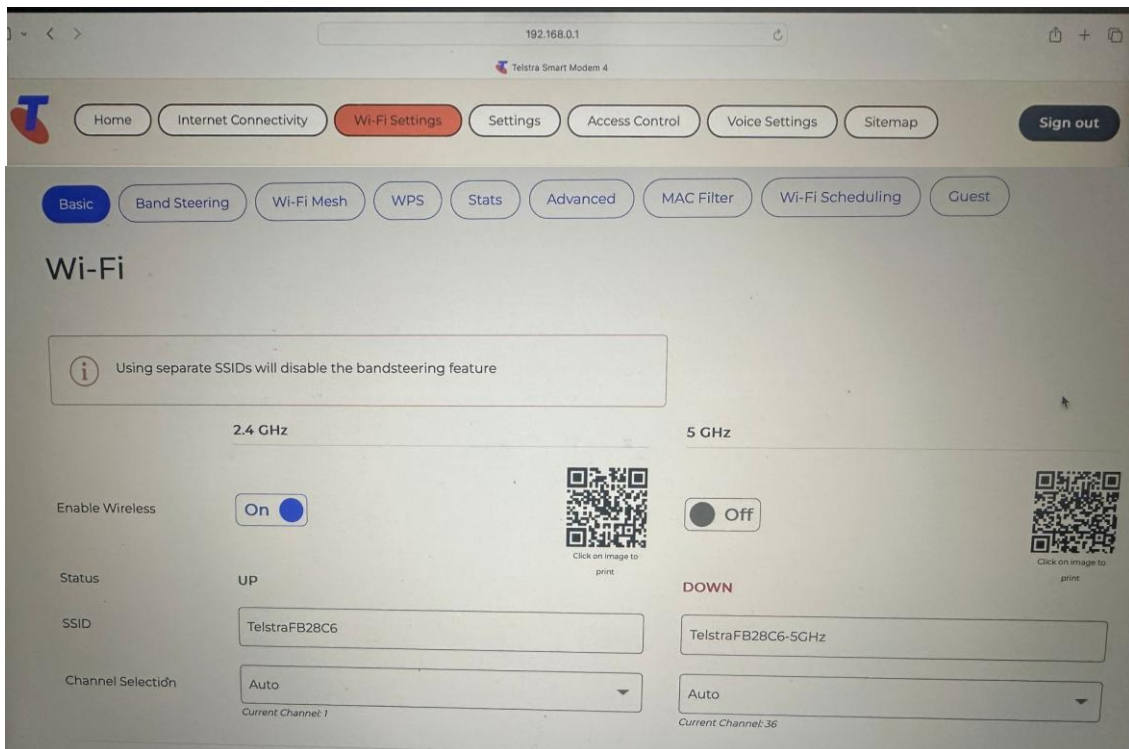 192.168.0.1
Telstra Smart Modem 4
Home Internet Connectivity Wi-Fi Settings Settings Access Control Voice Settings Sitemap Sign out
Basic Band Steering Wi-Fi Mesh WPS Stats Advanced MAC Filter Wi-Fi Scheduling Guest
Wi-Fi
Using separate SSIDs will disable the bandsteering feature
2.4 GHz 5 GHz
Enable Wireless On Off
Click on image to print Click on image to print
Status UP DOWN
SSID TelstraFB28C6 TelstraFB28C6-5GHz
Channel Selection Auto Auto
Current Channel: 1 Current Channel: 36